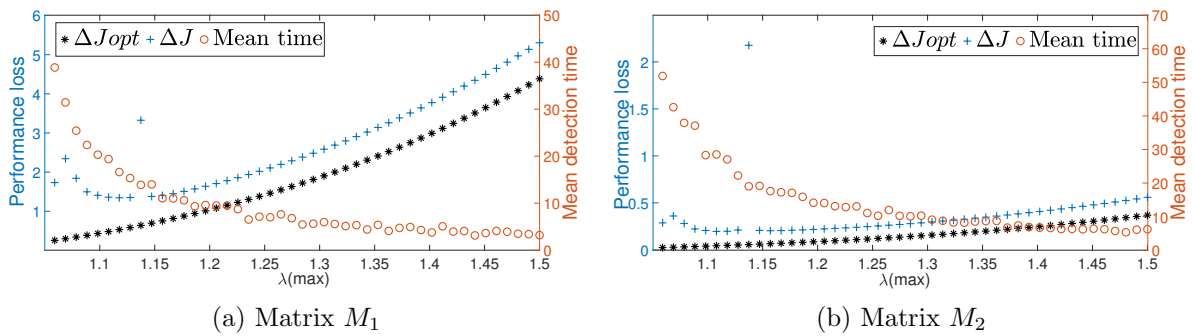 6
5
4
3
2
1
Performance loss
ΔJopt ΔJ Mean time
50
40
30
20
10
0
Mean detection time
1.1 1.15 1.2 1.25 1.3 1.35 1.4 1.45 1.5
λ(max)
(a) Matrix M1
2
1.5
1
0.5
0
Performance loss
ΔJopt ΔJ Mean time
70
60
50
40
30
20
10
0
Mean detection time
1.1 1.15 1.2 1.25 1.3 1.35 1.4 1.45 1.5
λ(max)
(b) Matrix M2